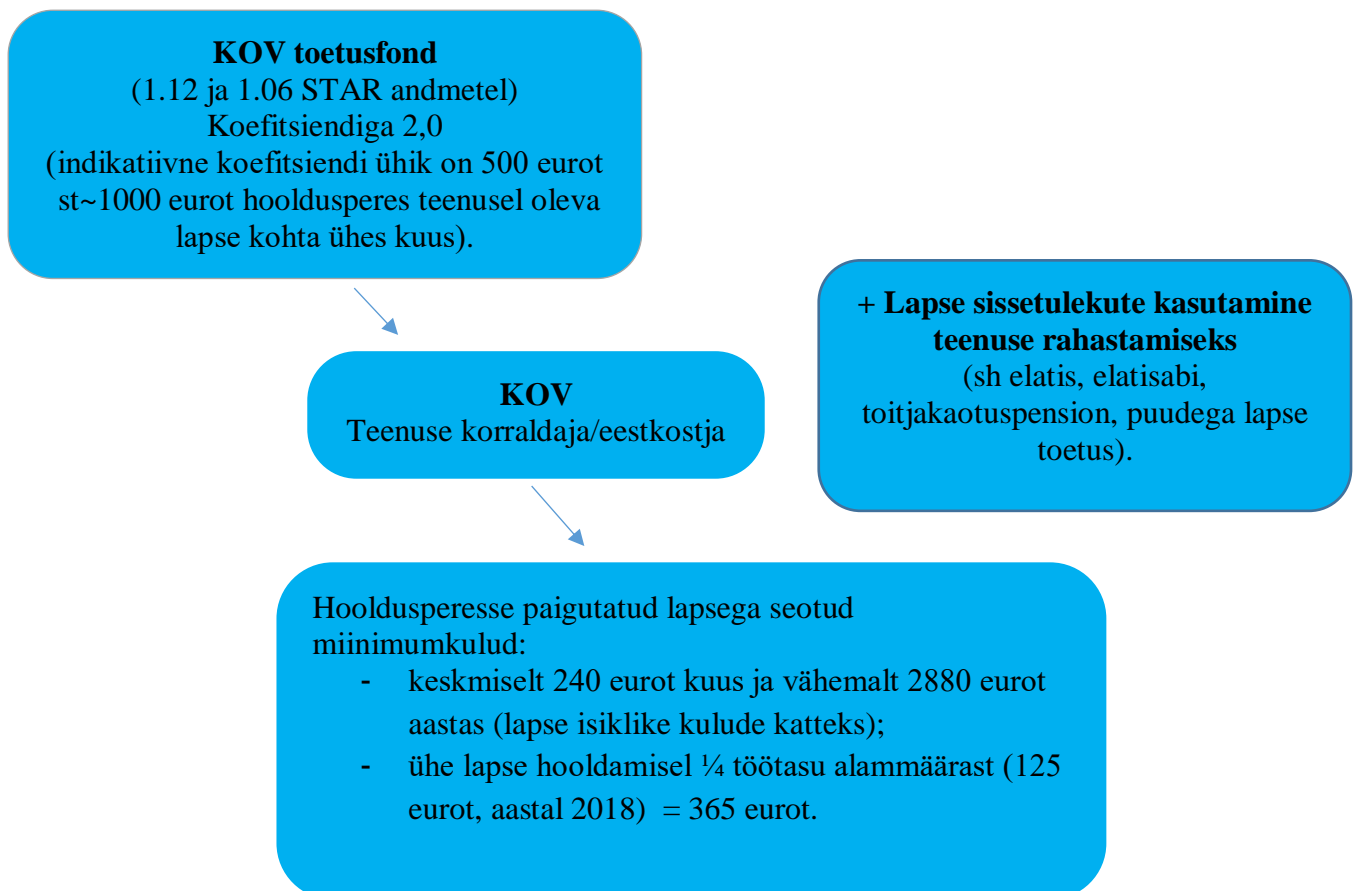 KOV toetusfond
(1.12 ja 1.06 STAR andmetel)
Koefitsiendiga 2,0
(indikatiivne koefitsiendi ühik on 500 eurot
st~1000 eurot hooldusperes teenusel oleva
lapse kohta ühes kuus).
+ Lapse sissetulekute kasutamine
teenuse rahastamiseks
(sh elatis, elatisabi,
toitjakaotuspension, puudega lapse
toetus).
KOV
Teenuse korraldaja/eestkostja
Hooldusperesse paigutatud lapsega seotud
miinimumkulud:
- keskmiselt 240 eurot kuus ja vähemalt 2880 eurot
aastas (lapse isiklike kulude katteks);
- ühe lapse hooldamisel ¼ töötasu alammäärast (125
eurot, aastal 2018) = 365 eurot.